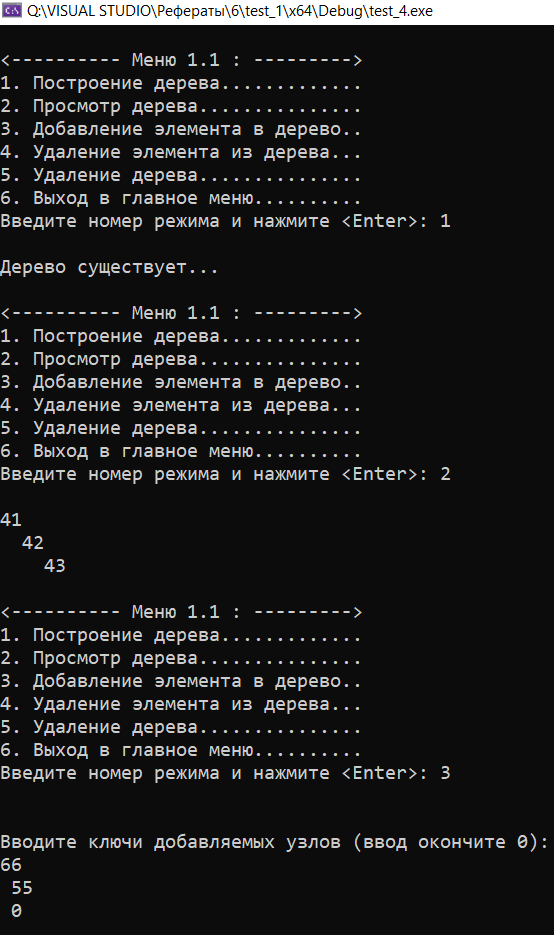 Q:\VISUAL STUDIO\Рефераты\6\test_1\x64\Debug\test_4.exe
<---------- Меню 1.1 : --------->
1. Построение дерева.............
2. Просмотр дерева...............
3. Добавление элемента в дерево..
4. Удаление элемента из дерева...
5. Удаление дерева...............
6. Выход в главное меню..........
Введите номер режима и нажмите <Enter>: 1
Дерево существует...
<---------- Меню 1.1 : --------->
1. Построение дерева.............
2. Просмотр дерева...............
3. Добавление элемента в дерево..
4. Удаление элемента из дерева...
5. Удаление дерева...............
6. Выход в главное меню..........
Введите номер режима и нажмите <Enter>: 2
41
42
43
<---------- Меню 1.1 : --------->
1. Построение дерева.............
2. Просмотр дерева...............
3. Добавление элемента в дерево..
4. Удаление элемента из дерева...
5. Удаление дерева...............
6. Выход в главное меню..........
Введите номер режима и нажмите <Enter>: 3
Вводите ключи добавляемых узлов (ввод окончите 0):
66
55
0